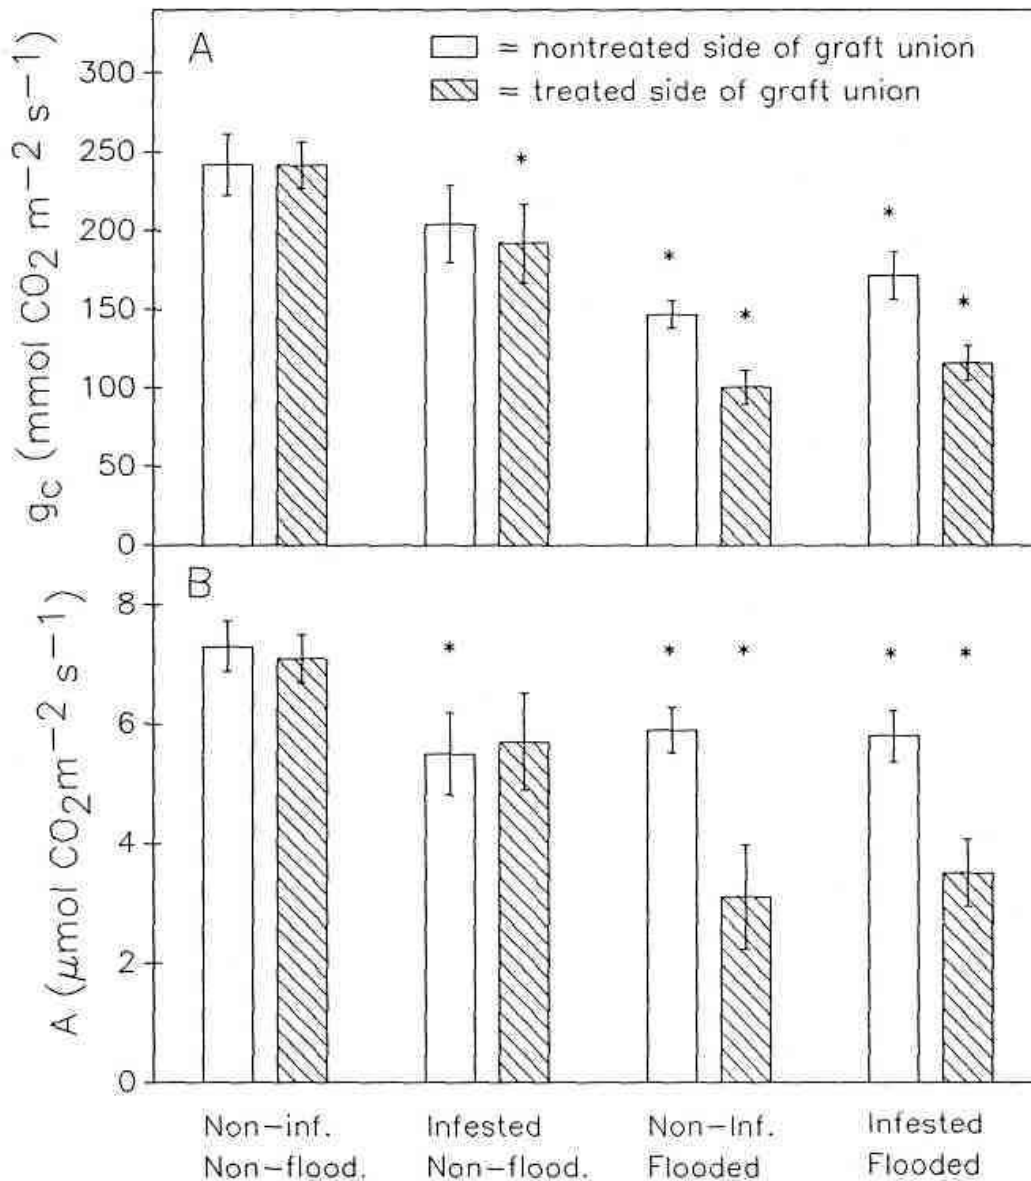 A
= nontreated side of graft union
= treated side of graft union
300
250
200
150
100
50
0
gc (mmol CO2 m−2 s−1)
*
*
*
*
*
B
8
6
4
2
0
A (μmol CO2m−2 s−1)
*
*
*
*
*
Non−inf. Infested Non−Inf. Infested
Non−flood. Non−flood. Flooded Flooded